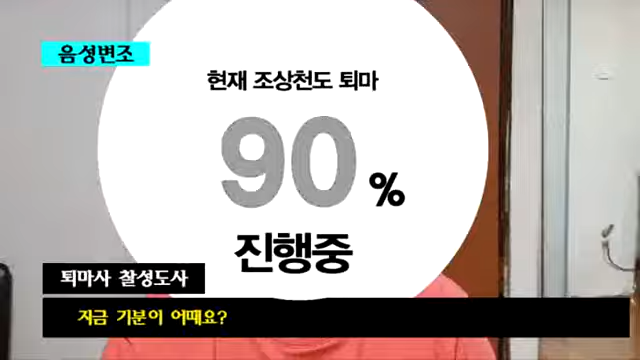 음성변조
현재 조상천도 퇴마
90%
진행중
퇴마사 찰성도사
지금 기분이 어때요?